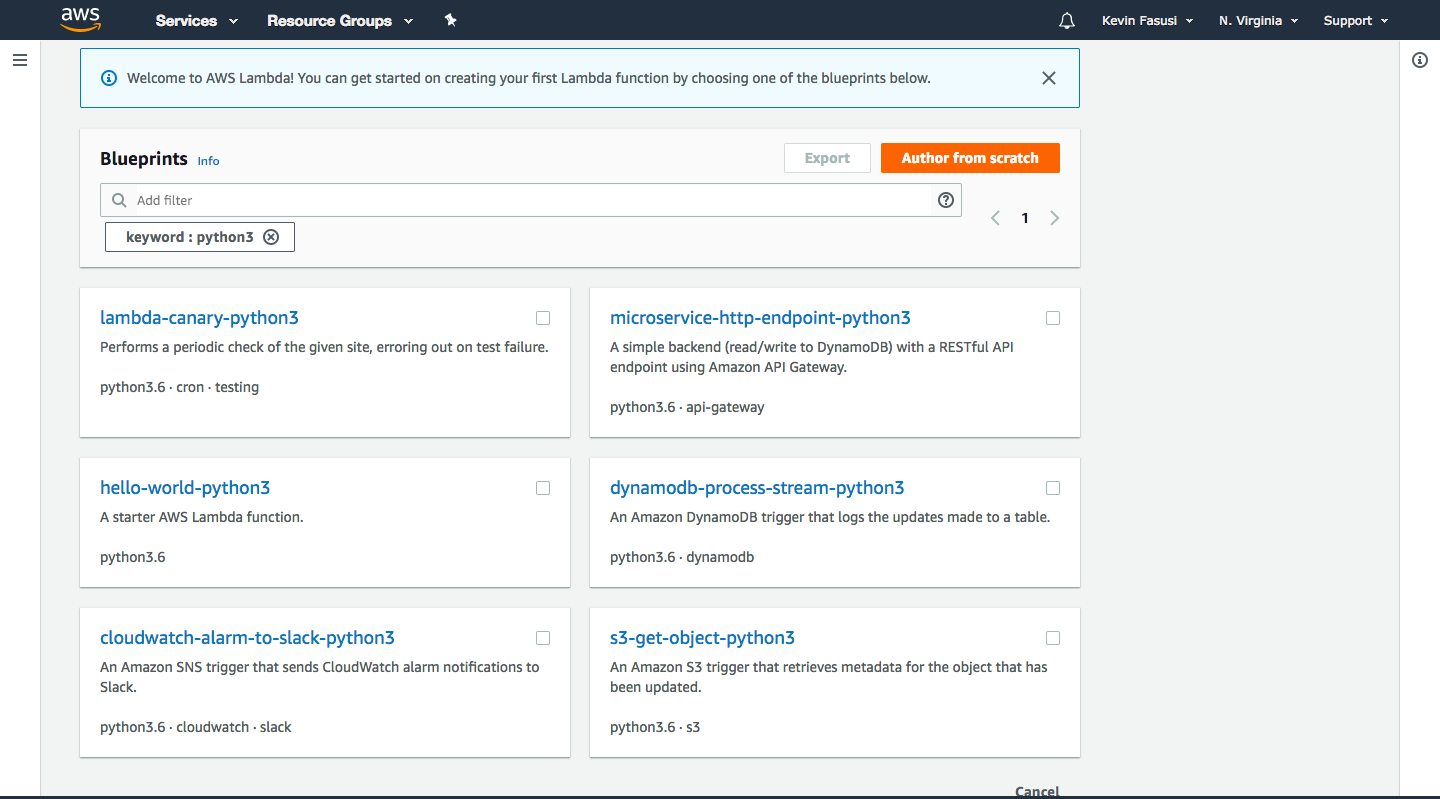 aws Services Resource Groups Kevin Fasusi N. Virginia Support
Welcome to AWS Lambda! You can get started on creating your first Lambda function by choosing one of the blueprints below.
Blueprints Info Export Author from scratch
Add filter
1
keyword : python3
lambda-canary-python3
Performs a periodic check of the given site, erroring out on test failure.
python3.6 · cron · testing
microservice-http-endpoint-python3
A simple backend (read/write to DynamoDB) with a RESTful API
endpoint using Amazon API Gateway.
python3.6 · api-gateway
hello-world-python3
A starter AWS Lambda function.
python3.6
dynamodb-process-stream-python3
An Amazon DynamoDB trigger that logs the updates made to a table.
python3.6 · dynamodb
cloudwatch-alarm-to-slack-python3
An Amazon SNS trigger that sends CloudWatch alarm notifications to
Slack.
python3.6 · cloudwatch · slack
s3-get-object-python3
An Amazon S3 trigger that retrieves metadata for the object that has
been updated.
python3.6 · s3
Cancel